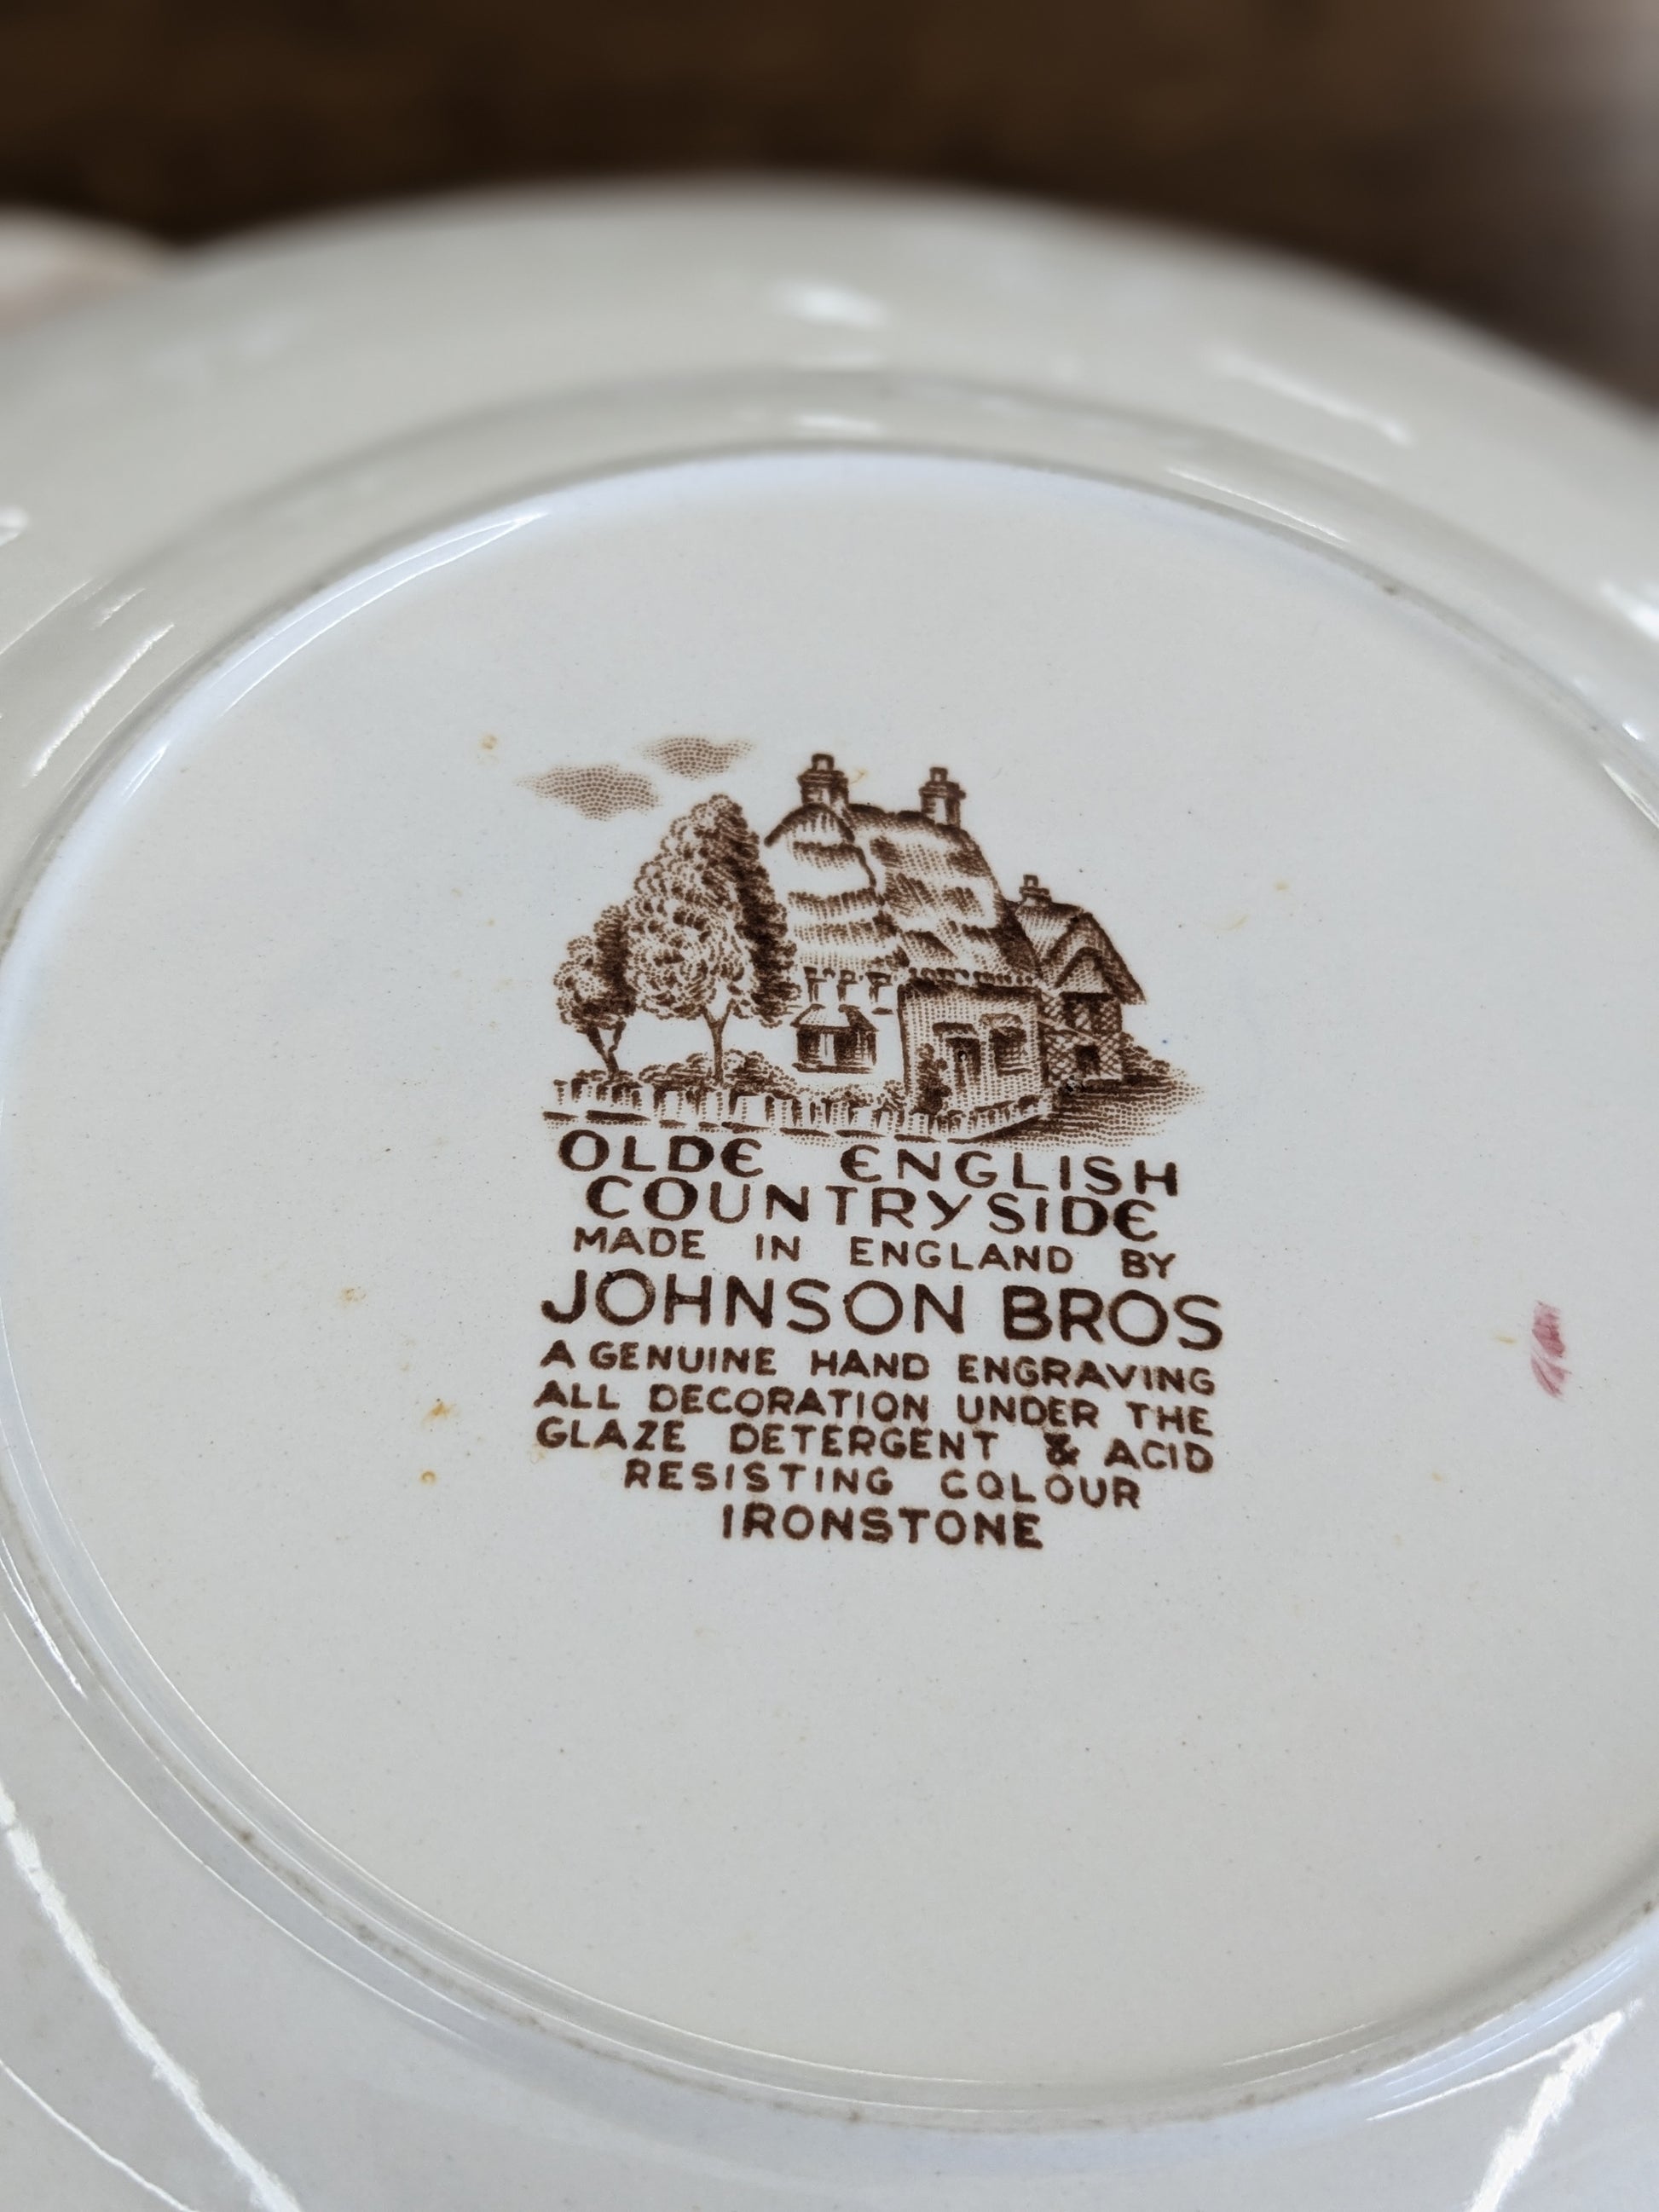 OLDE ENGLISH
COUNTRYSIDE
MADE IN ENGLAND BY
JOHNSON BROS
A GENUINE HAND ENGRAVING
ALL DECORATION UNDER THE
GLAZE DETERGENT & ACID
RESISTING COLOUR
IRONSTONE